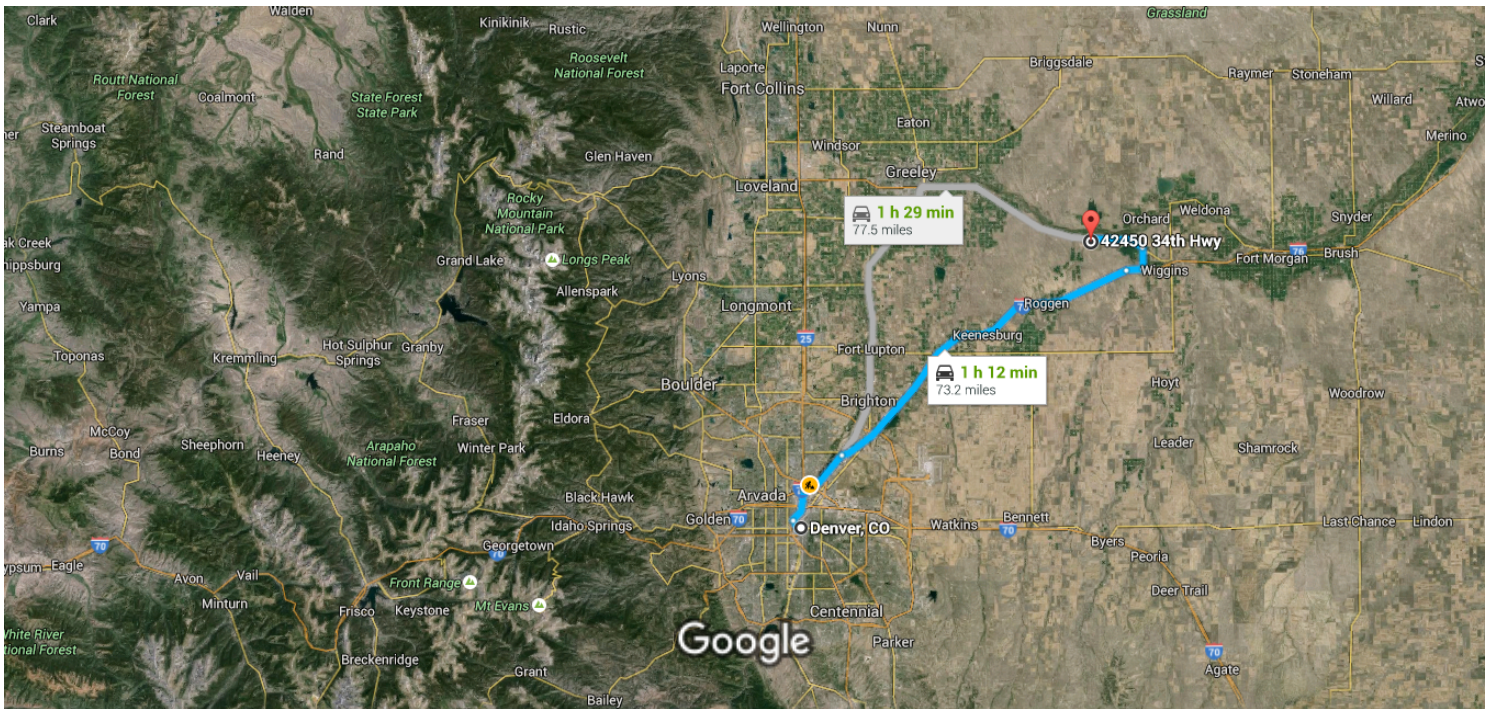 Clark
Walden
Kinikinik
Rustic
Wellington
Nunn
Grassland
Routt National
Forest
Coalmont
State Forest
State Park
Roosevelt
National Forest
Laporte
Fort Collins
Briggsdale
Raymer
Stoneham
Willard
Steamboat
Springs
Rand
Glen Haven
Eaton
Windsor
Greeley
Merino
Rocky
Mountain
National Park
Loveland
1 h 29 min
77.5 miles
Orchard
Weldona
Snyder
42450 34th Hwy
76
Fort Morgan
Brush
Wiggins
ak Creek
hippsburg
Grand Lake
Longs Peak
Allenspark
Lyons
Yampa
Longmont
Roggen
Keenesburg
Toponas
Kremmling
Hot Sulphur
Springs
Granby
25
Fort Lupton
1 h 12 min
73.2 miles
Boulder
Brighton
Hoyt
Woodrow
McCoy
Burns
Bond
Sheephorn
Heeney
Fraser
Winter Park
Eldora
Arapaho
National Forest
Leader
Shamrock
Black Hawk
Arvada
Idaho Springs
Golden
70
Denver, CO
Watkins
Bennett
70
Byers
Last Chance
Lindon
Peoria
70
ypsum
Eagle
Avon
Vail
Minturn
Georgetown
70
Front Range
Mt Evans
Frisco
Keystone
Centennial
Deer Trail
White River
tional Forest
Breckenridge
Google
Parker
Grant
Bailey
70
Agate